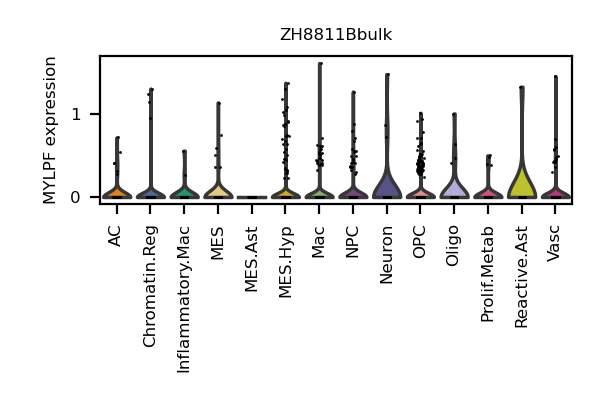 ZH8811Bbulk
MYLPF expression
1
0
AC
Chromatin.Reg
Inflammatory.Mac
MES
MES.Ast
MES.Hyp
Mac
NPC
Neuron
OPC
Oligo
Prolif.Metab
Reactive.Ast
Vasc